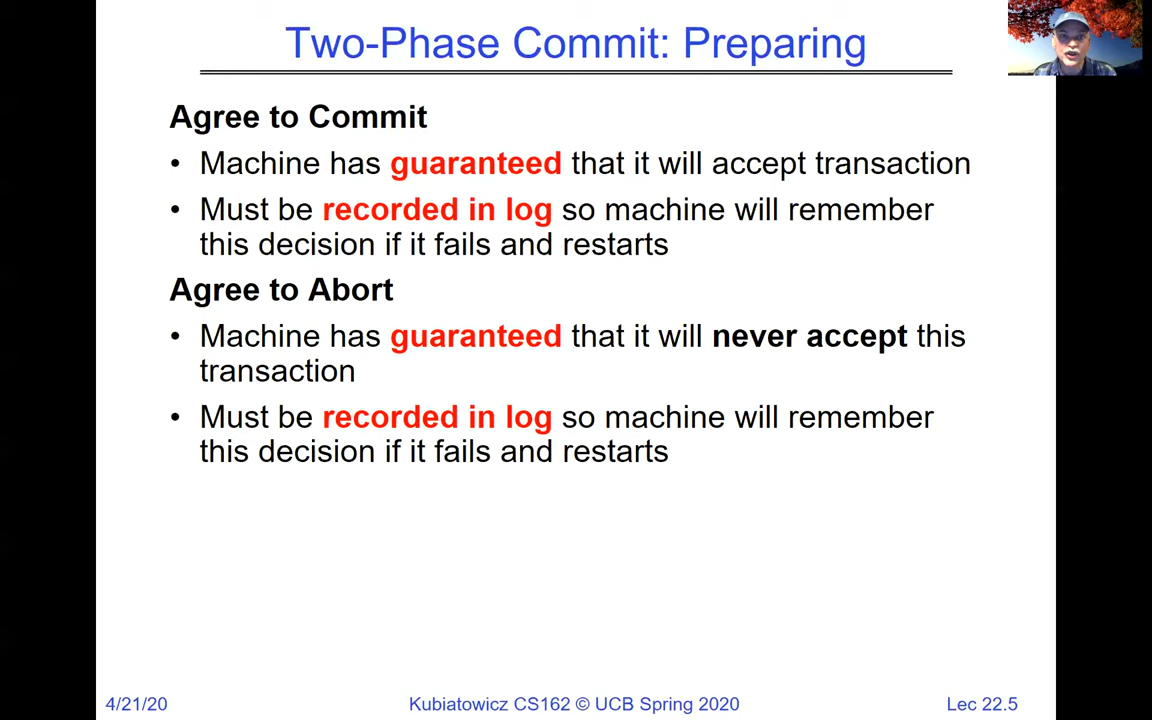 Two-Phase Commit: Preparing
Agree to Commit
• Machine has guaranteed that it will accept transaction
• Must be recorded in log so machine will remember
this decision if it fails and restarts
Agree to Abort
• Machine has guaranteed that it will never accept this
transaction
• Must be recorded in log so machine will remember
this decision if it fails and restarts
4/21/20
Kubiatowicz CS162 © UCB Spring 2020
Lec 22.5